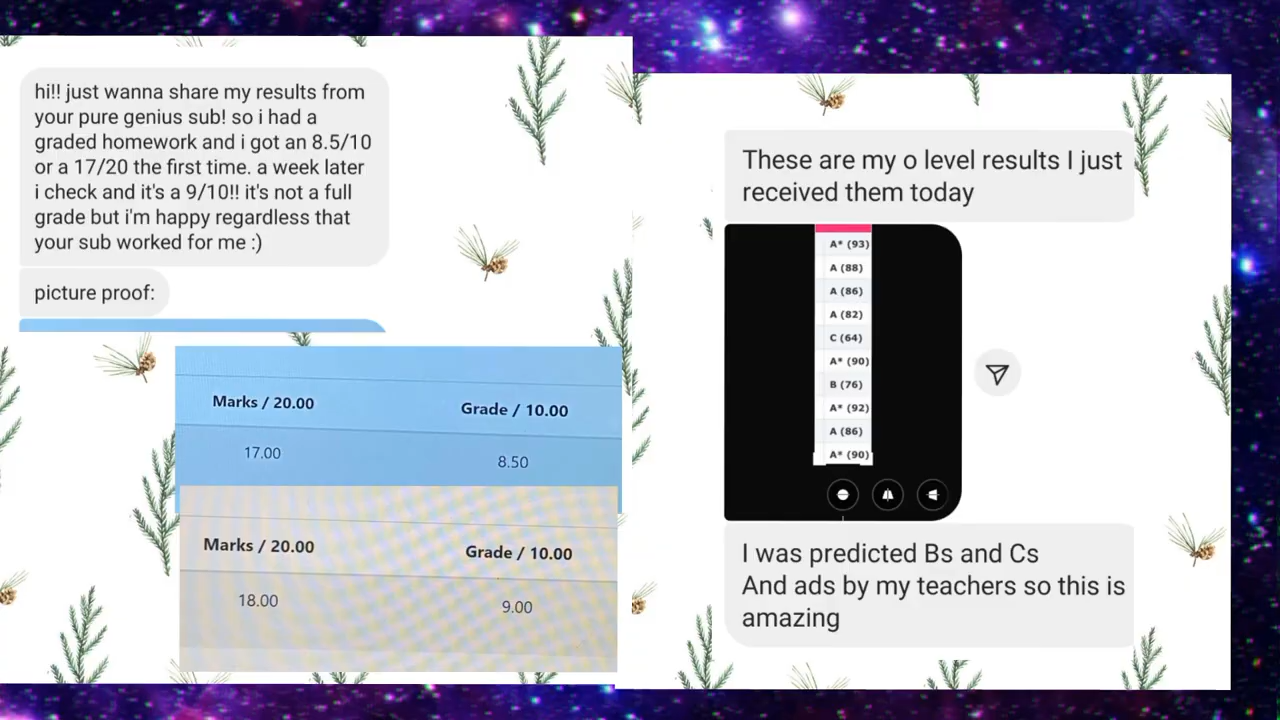 hi!! just wanna share my results from
your pure genius sub! so i had a
graded homework and i got an 8.5/10
or a 17/20 the first time. a week later
i check and it's a 9/10!! it's not a full
grade but i'm happy regardless that
your sub worked for me :)
picture proof:
Marks / 20.00 Grade / 10.00
17.00 8.50
Marks / 20.00 Grade / 10.00
18.00 9.00
These are my o level results I just
received them today
A* (93)
A (88)
A (86)
A (82)
C (64)
A* (90)
B (76)
A* (92)
A (86)
A* (90)
I was predicted Bs and Cs
And ads by my teachers so this is
amazing